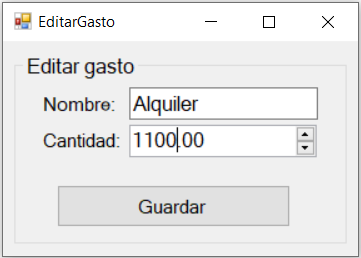 EditarGasto
Editar gasto
Nombre: Alquiler
Cantidad: 1100.00
Guardar